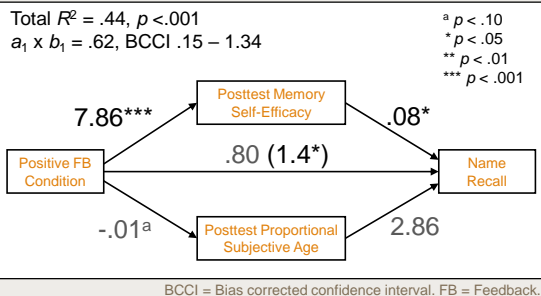 Total R² = .44, p <.001
a₁ x b₁ = .62, BCCI .15 – 1.34
ᵃ p < .10
* p < .05
** p < .01
*** p < .001
Posttest Memory
Self-Efficacy
7.86***
.08*
.80 (1.4*)
Positive FB
Condition
Name
Recall
-.01ᵃ
Posttest Proportional
Subjective Age
2.86
BCCI = Bias corrected confidence interval. FB = Feedback.